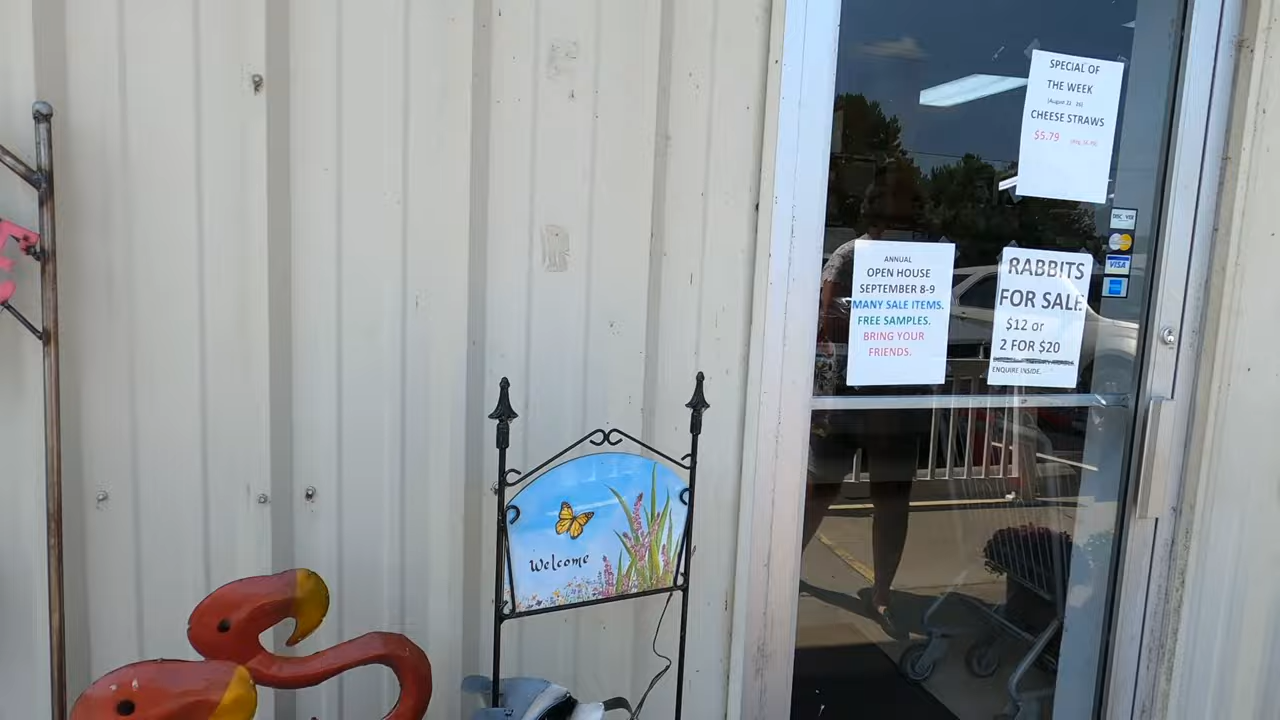 SPECIAL OF
THE WEEK
CHEESE STRAWS
$5.79
ANNUAL
OPEN HOUSE
SEPTEMBER 8-9
MANY SALE ITEMS.
FREE SAMPLES.
BRING YOUR
FRIENDS.
RABBITS
FOR SALE
$12 or
2 FOR $20
ENQUIRE INSIDE.
VISA
Welcome